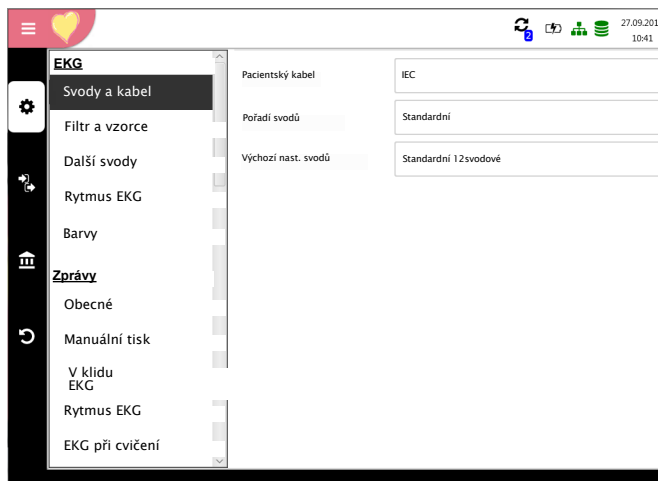 2
27.09.201
10:41
EKG
Svody a kabel
Filtr a vzorce
Další svody
Rytmus EKG
Barvy
Zprávy
Obecné
Manuální tisk
V klidu
EKG
Rytmus EKG
EKG při cvičení
Pacientský kabel
IEC
Pořadí svodů
Standardní
Výchozí nast. svodů
Standardní 12svodové